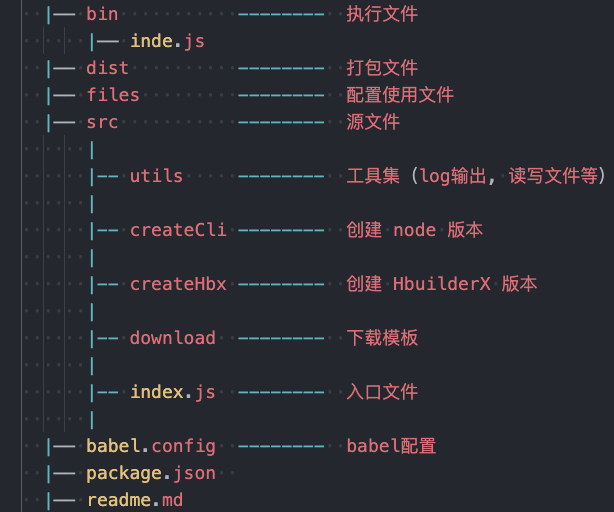 |—— bin -------- 执行文件
|—— inde.js
|—— dist -------- 打包文件
|—— files -------- 配置使用文件
|—— src -------- 源文件
|
|-- utils -------- 工具集 (log输出, 读写文件等)
|
|-- createCli -------- 创建 node 版本
|
|-- createHbx -------- 创建 HbuilderX 版本
|
|-- download -------- 下载模板
|
|-- index.js -------- 入口文件
|
|—— babel.config -------- babel配置
|—— package.json
|—— readme.md